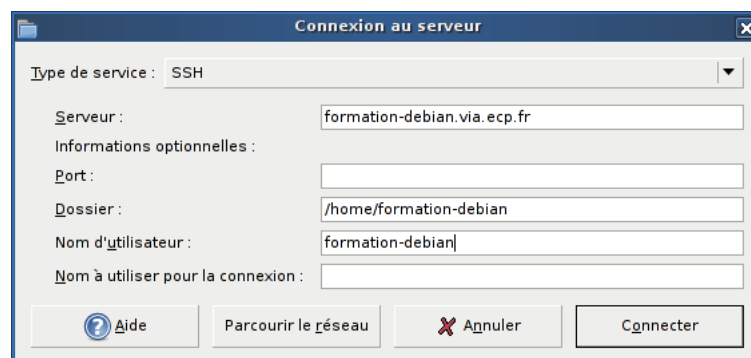 Connexion au serveur
Type de service : SSH
Serveur : formation-debian.via.ecp.fr
Informations optionnelles :
Port :
Dossier : /home/formation-debian
Nom d'utilisateur : formation-debian
Nom à utiliser pour la connexion :
Aide Parcourir le réseau Annuler Connecter